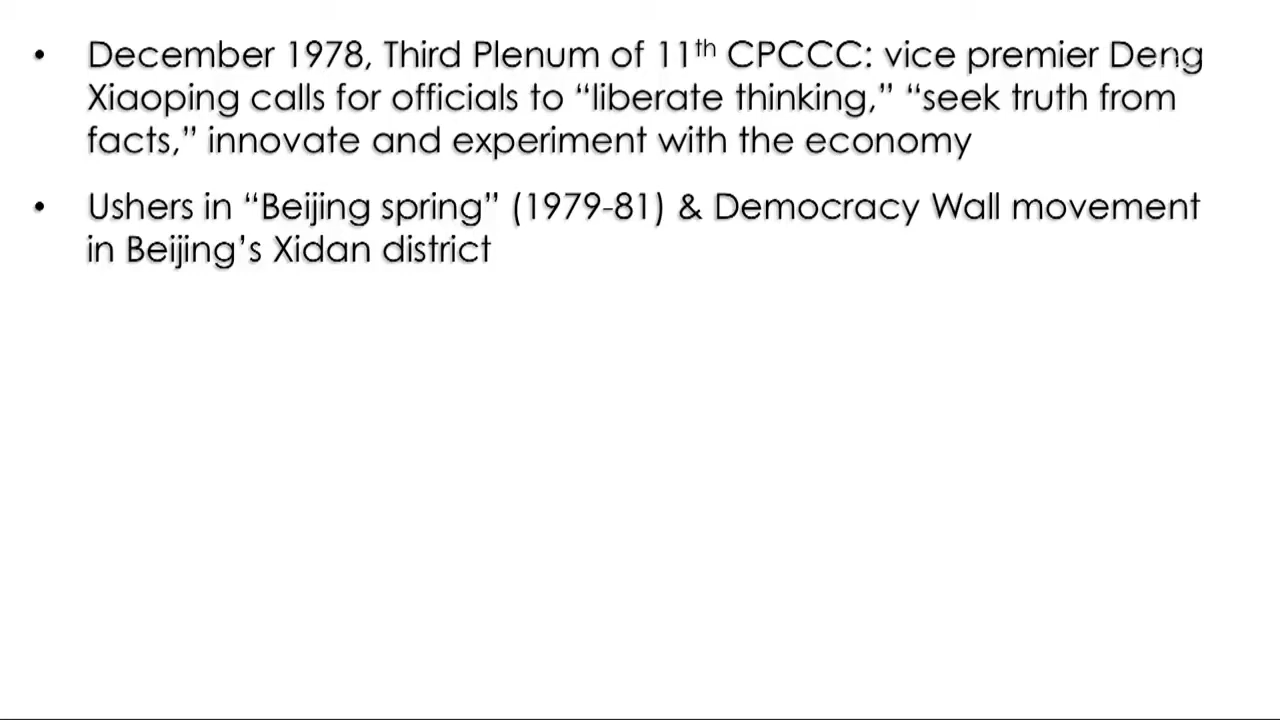 • December 1978, Third Plenum of 11th CPCCC: vice premier Deng
Xiaoping calls for officials to “liberate thinking,” “seek truth from
facts,” innovate and experiment with the economy
• Ushers in “Beijing spring” (1979-81) & Democracy Wall movement
in Beijing’s Xidan district